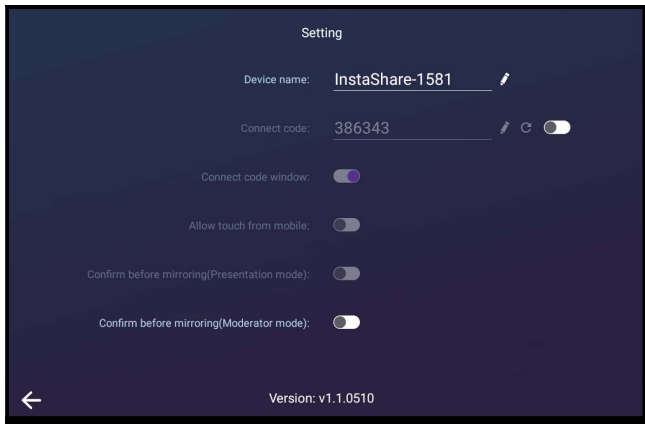 Setting
Device name: InstaShare-1581
Connect code: 386343
Connect code window:
Allow touch from mobile:
Confirm before mirroring(Presentation mode):
Confirm before mirroring(Moderator mode):
Version: v1.1.0510